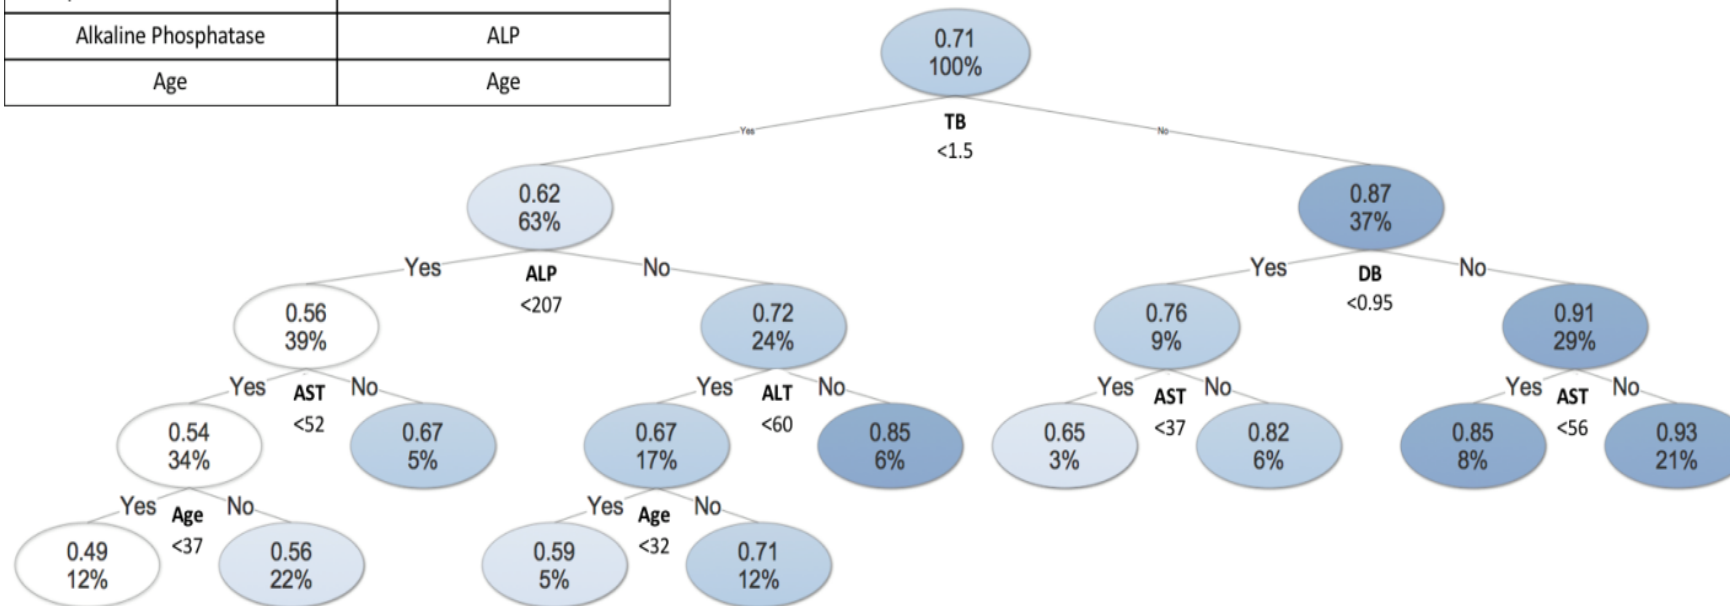 Alkaline Phosphatase ALP
Age Age
0.71
100%
Yes
TB
<1.5
No
0.62
63%
0.87
37%
Yes
ALP
<207
No
Yes
DB
<0.95
No
0.56
39%
0.72
24%
0.76
9%
0.91
29%
Yes
AST
<52
No
Yes
ALT
<60
No
Yes
AST
<37
No
Yes
AST
<56
No
0.54
34%
0.67
5%
0.67
17%
0.85
6%
0.65
3%
0.82
6%
0.85
8%
0.93
21%
Yes
Age
<37
No
Yes
Age
<32
No
0.49
12%
0.56
22%
0.59
5%
0.71
12%